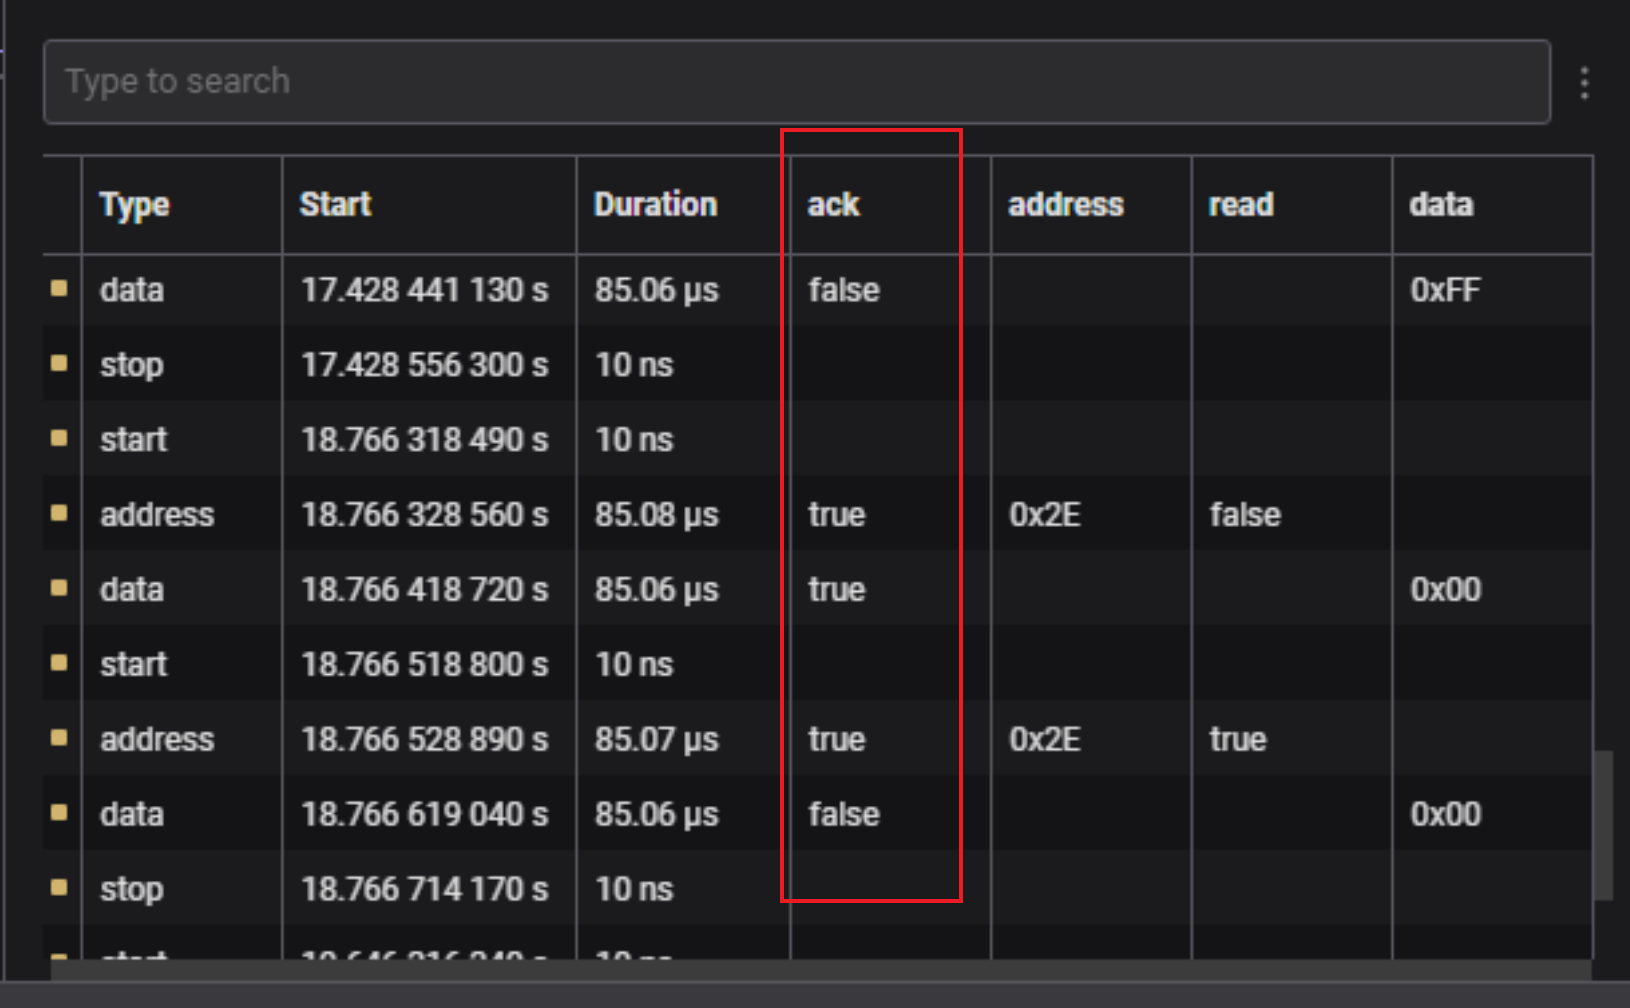 Type to search
Type Start Duration ack address read data
data 17.428 441 130 s 85.06 µs false 0xFF
stop 17.428 556 300 s 10 ns
start 18.766 318 490 s 10 ns
address 18.766 328 560 s 85.08 µs true 0x2E false
data 18.766 418 720 s 85.06 µs true 0x00
start 18.766 518 800 s 10 ns
address 18.766 528 890 s 85.07 µs true 0x2E true
data 18.766 619 040 s 85.06 µs false 0x00
stop 18.766 714 170 s 10 ns